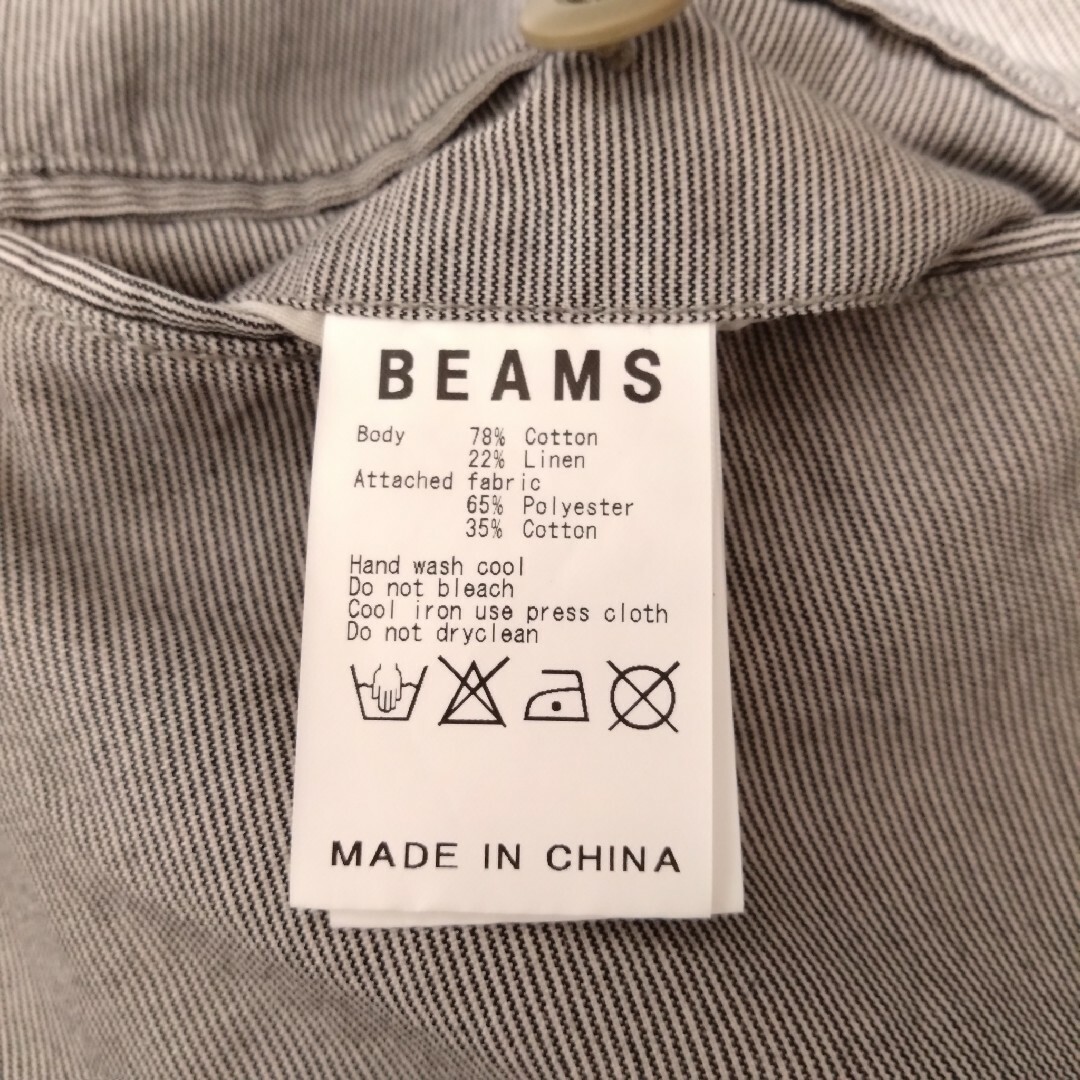 BEAMS
Body 78% Cotton
22% Linen
Attached fabric
65% Polyester
35% Cotton
Hand wash cool
Do not bleach
Cool iron use press cloth
Do not dryclean
MADE IN CHINA